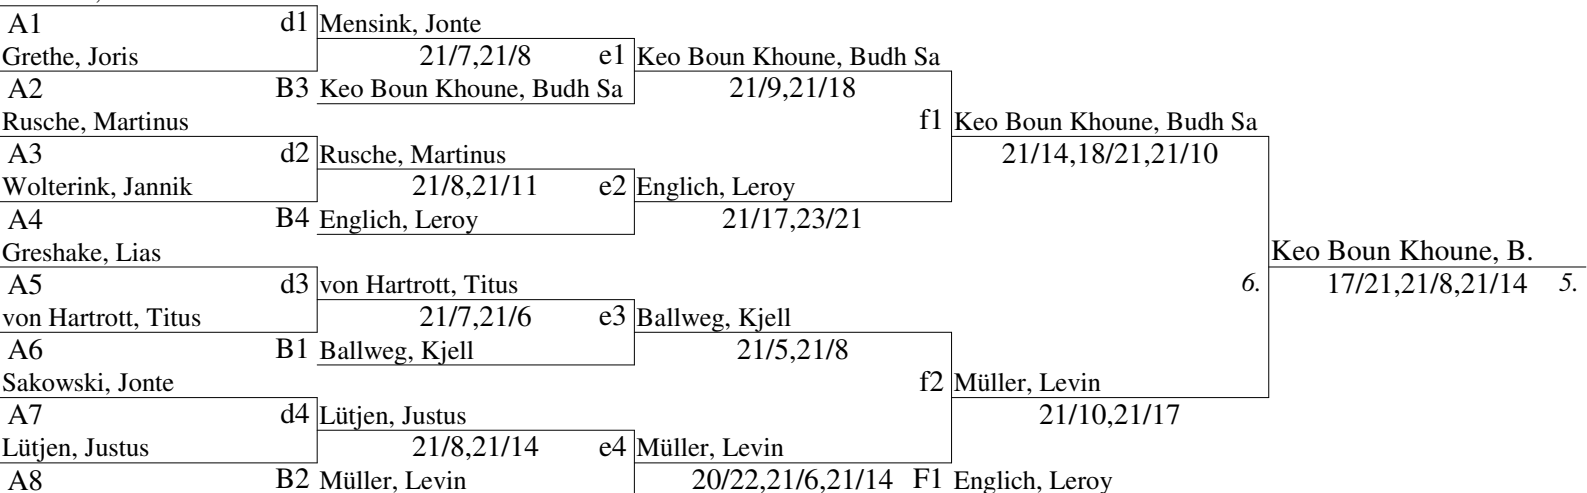 A1 d1 Mensink, Jonte
Grethe, Joris 21/7,21/8 e1 Keo Boun Khoune, Budh Sa
A2 B3 Keo Boun Khoune, Budh Sa 21/9,21/18
Rusche, Martinus f1 Keo Boun Khoune, Budh Sa
A3 d2 Rusche, Martinus 21/14,18/21,21/10
Wolterink, Jannik 21/8,21/11 e2 Englich, Leroy
A4 B4 Englich, Leroy 21/17,23/21
Greshake, Lias Keo Boun Khoune, B.
A5 d3 von Hartrott, Titus 6. 17/21,21/8,21/14 5.
von Hartrott, Titus 21/7,21/6 e3 Ballweg, Kjell
A6 B1 Ballweg, Kjell 21/5,21/8
Sakowski, Jonte f2 Müller, Levin
A7 d4 Lütjen, Justus 21/10,21/17
Lütjen, Justus 21/8,21/14 e4 Müller, Levin
A8 B2 Müller, Levin 20/22,21/6,21/14 F1 Englich, Leroy